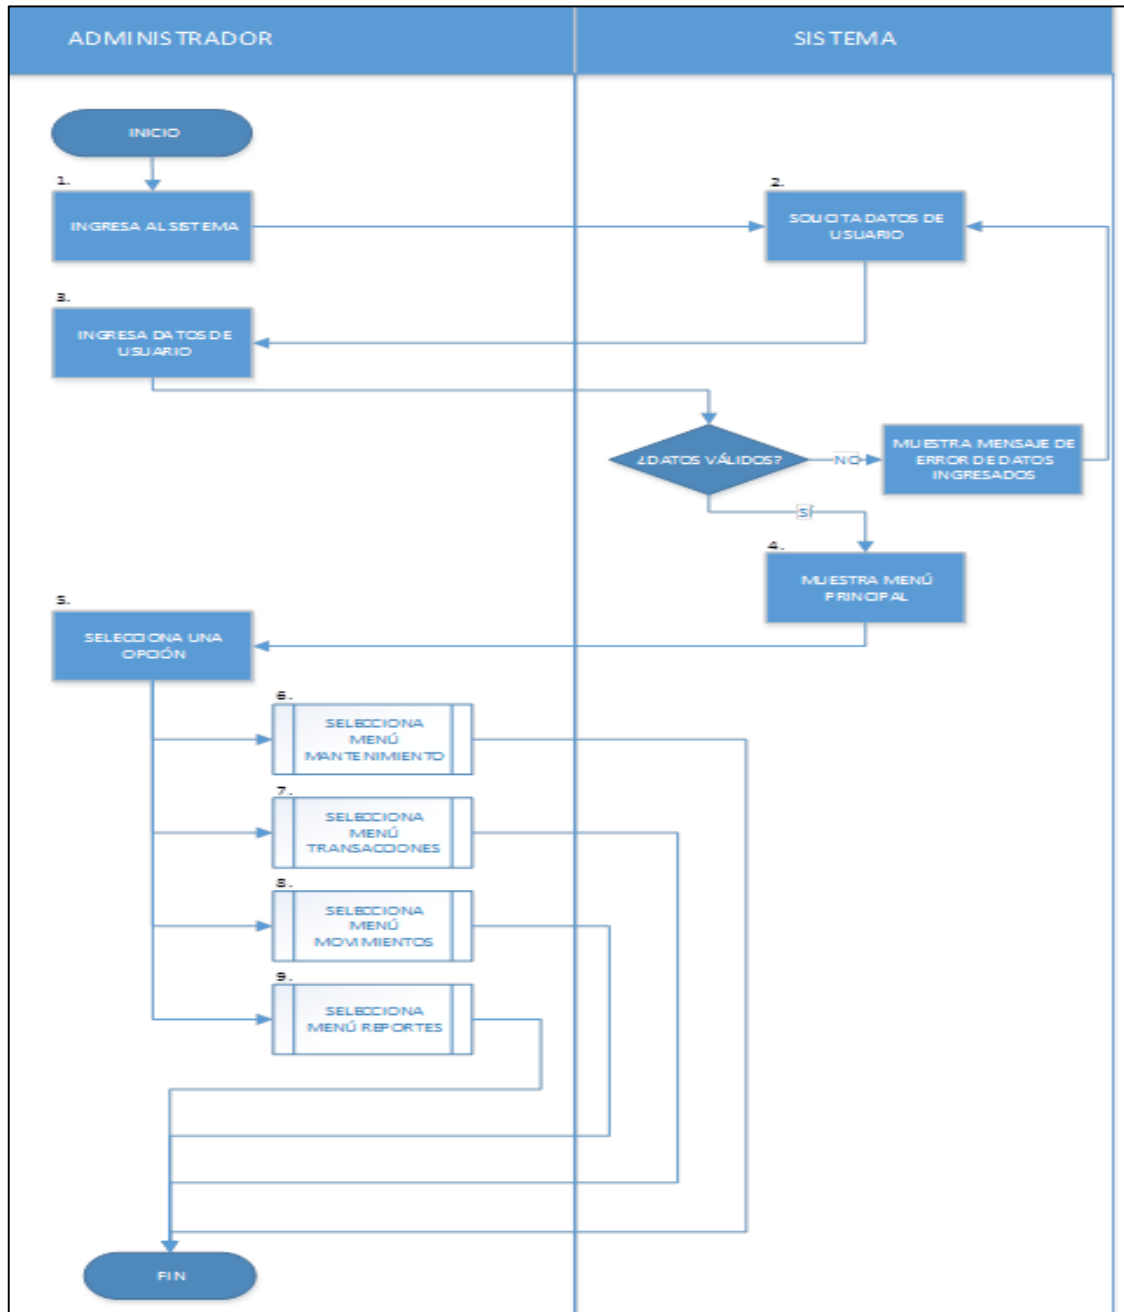 ADMINISTRADOR
SISTEMA
INICIO
1.
INGRESA AL SISTEMA
2.
SOLICITA DATOS DE
USUARIO
3.
INGRESA DATOS DE
USUARIO
¿DATOS VÁLIDOS?
NO
MUESTRA MENSAJE DE
ERROR DE DATOS
INGRESADOS
SÍ
4.
MUESTRA MENÚ
PRINCIPAL
5.
SELECCIONA UNA
OPCIÓN
6.
SELECCIONA
MENÚ
MANTENIMIENTO
7.
SELECCIONA
MENÚ
TRANSACCIONES
8.
SELECCIONA
MENÚ
MOVIMIENTOS
9.
SELECCIONA
MENÚ REPORTES
FIN